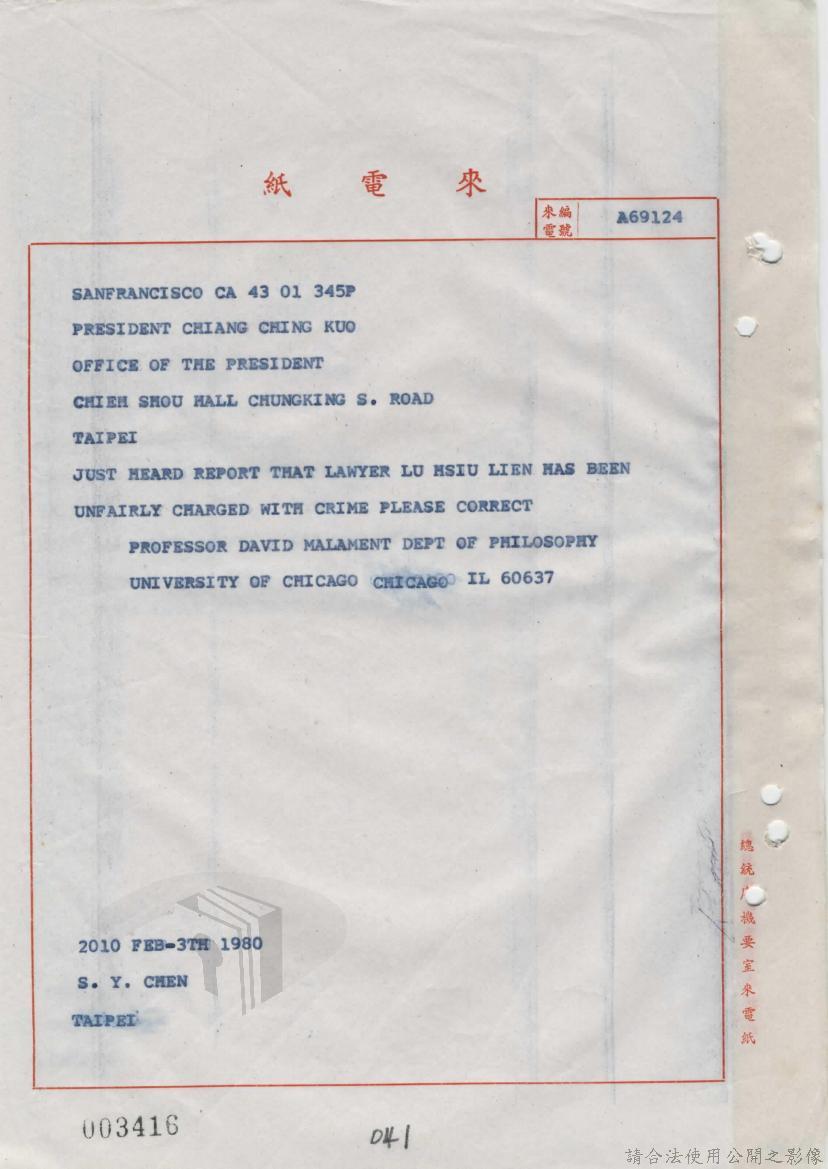 紙電來
來電 編號 A69124
SANFRANCISCO CA 43 01 345P
PRESIDENT CHIANG CHING KUO
OFFICE OF THE PRESIDENT
CHIEH SHOU HALL CHUNGKING S. ROAD
TAIPEI
JUST HEARD REPORT THAT LAWYER LU HSIU LIEN HAS BEEN
UNFAIRLY CHARGED WITH CRIME PLEASE CORRECT
PROFESSOR DAVID MALAMENT DEPT OF PHILOSOPHY
UNIVERSITY OF CHICAGO CHICAGO IL 60637
2010 FEB-3TH 1980
S. Y. CHEN
TAIPEI
總統府機要室來電紙
003416
041
請合法使用公開之影像